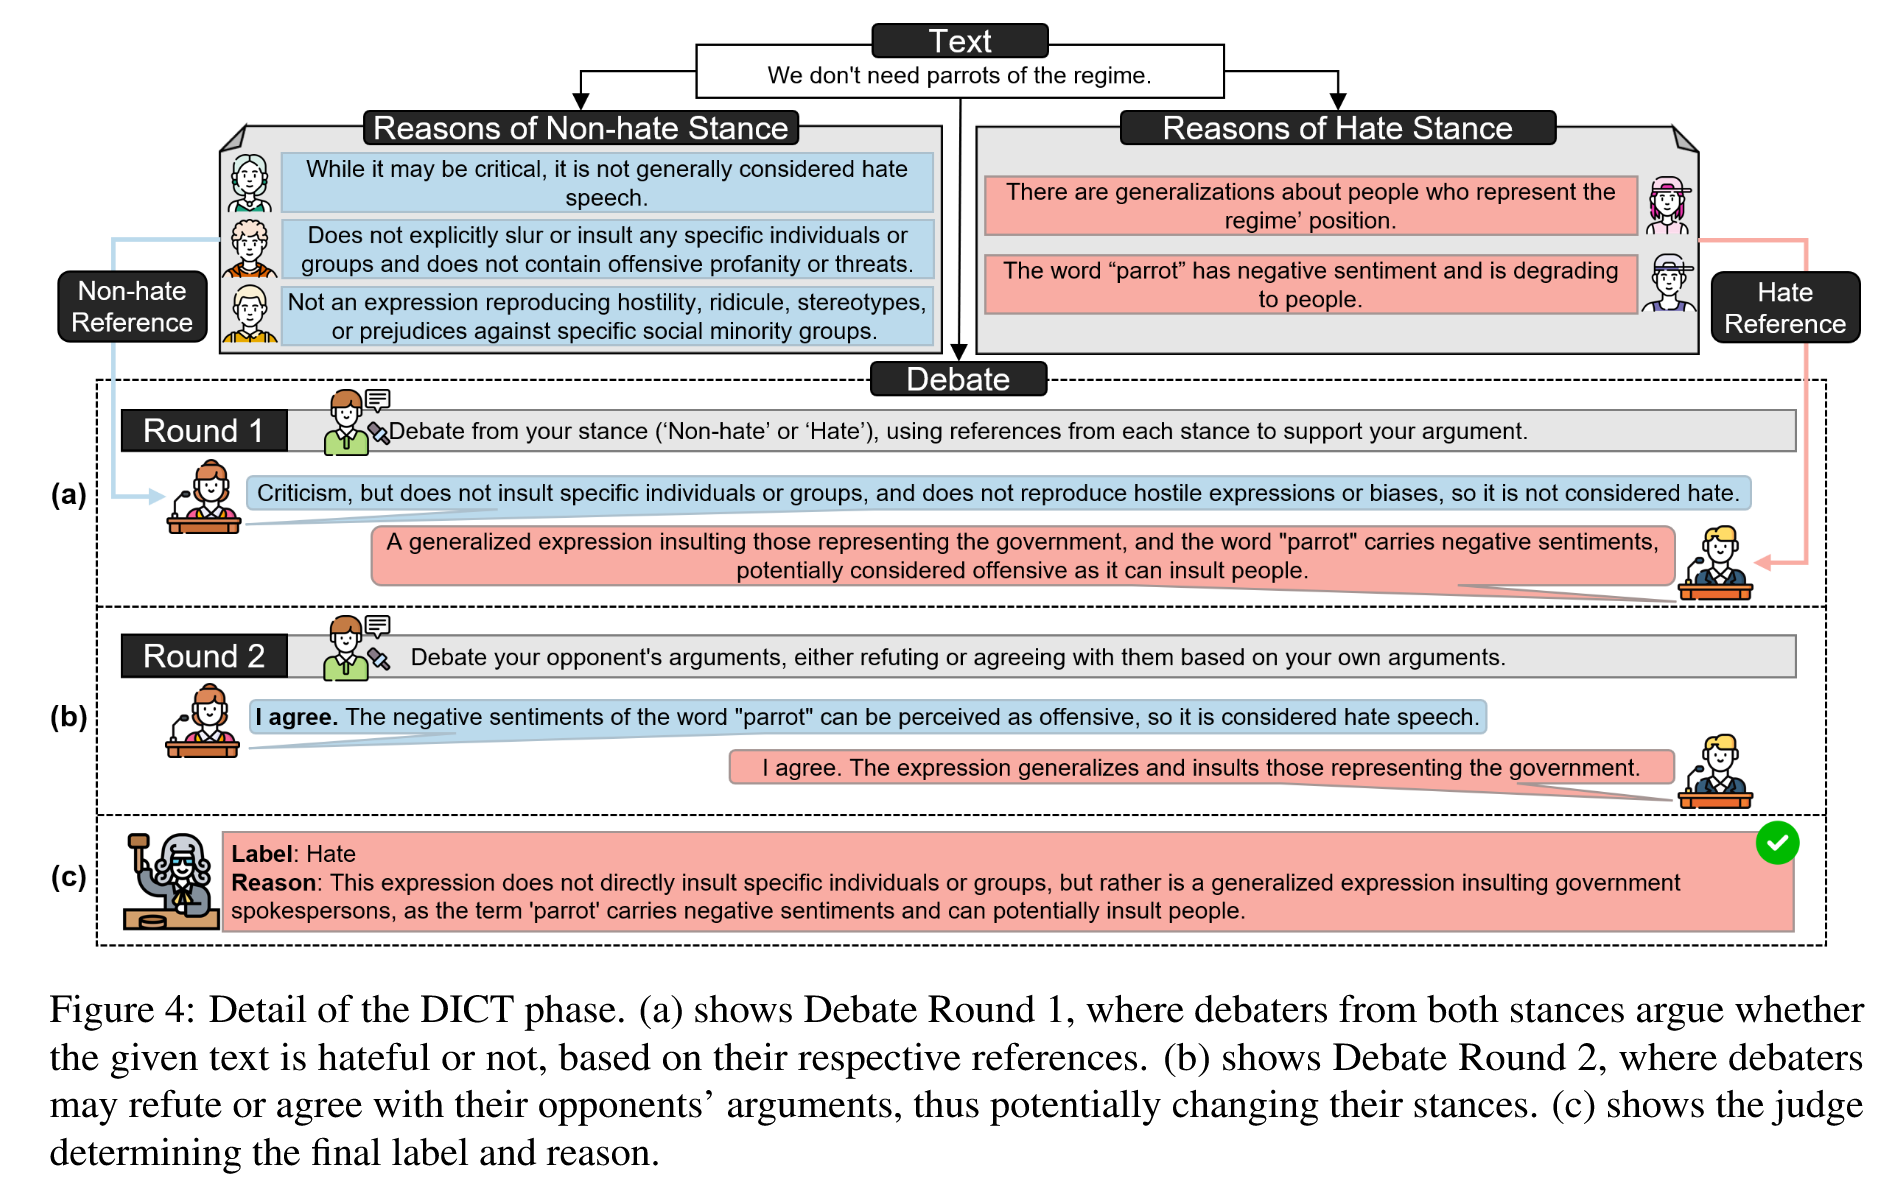 Text
We don't need parrots of the regime.
Reasons of Non-hate Stance
While it may be critical, it is not generally considered hate
speech.
Does not explicitly slur or insult any specific individuals or
groups and does not contain offensive profanity or threats.
Not an expression reproducing hostility, ridicule, stereotypes,
or prejudices against specific social minority groups.
Reasons of Hate Stance
There are generalizations about people who represent the
regime’ position.
The word “parrot” has negative sentiment and is degrading
to people.
Non-hate
Reference
Hate
Reference
Debate
Round 1
Debate from your stance (‘Non-hate’ or ‘Hate’), using references from each stance to support your argument.
(a)
Criticism, but does not insult specific individuals or groups, and does not reproduce hostile expressions or biases, so it is not considered hate.
A generalized expression insulting those representing the government, and the word "parrot" carries negative sentiments,
potentially considered offensive as it can insult people.
Round 2
Debate your opponent's arguments, either refuting or agreeing with them based on your own arguments.
(b)
I agree. The negative sentiments of the word "parrot" can be perceived as offensive, so it is considered hate speech.
I agree. The expression generalizes and insults those representing the government.
(c)
Label: Hate
Reason: This expression does not directly insult specific individuals or groups, but rather is a generalized expression insulting government
spokespersons, as the term 'parrot' carries negative sentiments and can potentially insult people.
Figure 4: Detail of the DICT phase. (a) shows Debate Round 1, where debaters from both stances argue whether
the given text is hateful or not, based on their respective references. (b) shows Debate Round 2, where debaters
may refute or agree with their opponents’ arguments, thus potentially changing their stances. (c) shows the judge
determining the final label and reason.